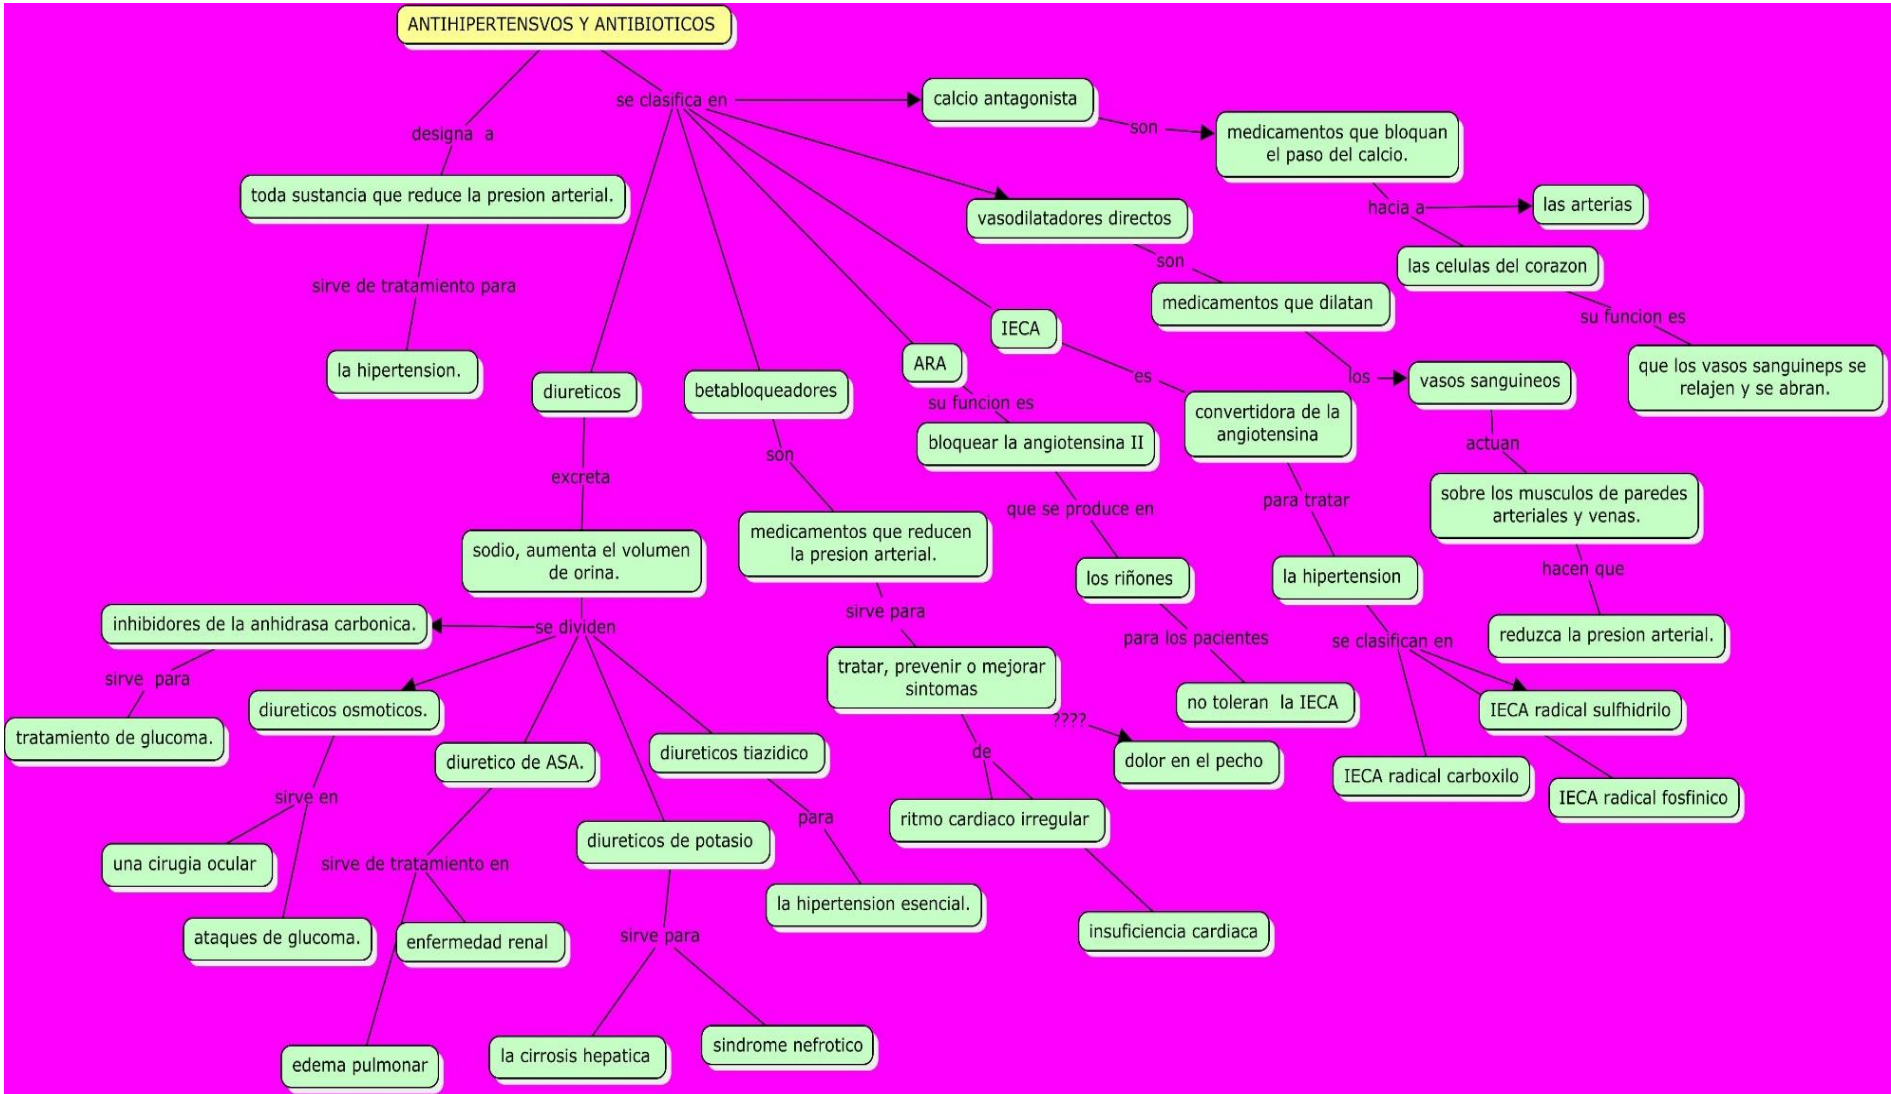 ANTIHIPERTENSVOS Y ANTIBIOTICOS
designa  a
toda sustancia que reduce la presion arterial.
sirve de tratamiento para
la hipertension.
se clasifica en
calcio antagonista
son
medicamentos que bloquan
el paso del calcio.
hacia a
las arterias
las celulas del corazon
su funcion es
que los vasos sanguineps se
relajen y se abran.
vasodilatadores directos
son
medicamentos que dilatan
los
vasos sanguineos
actuan
sobre los musculos de paredes
arteriales y venas.
hacen que
reduzca la presion arterial.
IECA
es
convertidora de la
angiotensina
para tratar
la hipertension
se clasifican en
IECA radical sulfhidrilo
IECA radical carboxilo
IECA radical fosfinico
ARA
su funcion es
bloquear la angiotensina II
que se produce en
los riñones
para los pacientes
no toleran  la IECA
betabloqueadores
son
medicamentos que reducen
la presion arterial.
sirve para
tratar, prevenir o mejorar
sintomas
????
dolor en el pecho
de
ritmo cardiaco irregular
insuficiencia cardiaca
diureticos
excreta
sodio, aumenta el volumen
de orina.
se dividen
inhibidores de la anhidrasa carbonica.
sirve  para
tratamiento de glucoma.
diureticos osmoticos.
sirve en
una cirugia ocular
ataques de glucoma.
diuretico de ASA.
sirve de tratamiento en
enfermedad renal
edema pulmonar
diureticos de potasio
sirve para
la cirrosis hepatica
sindrome nefrotico
diureticos tiazidico
para
la hipertension esencial.